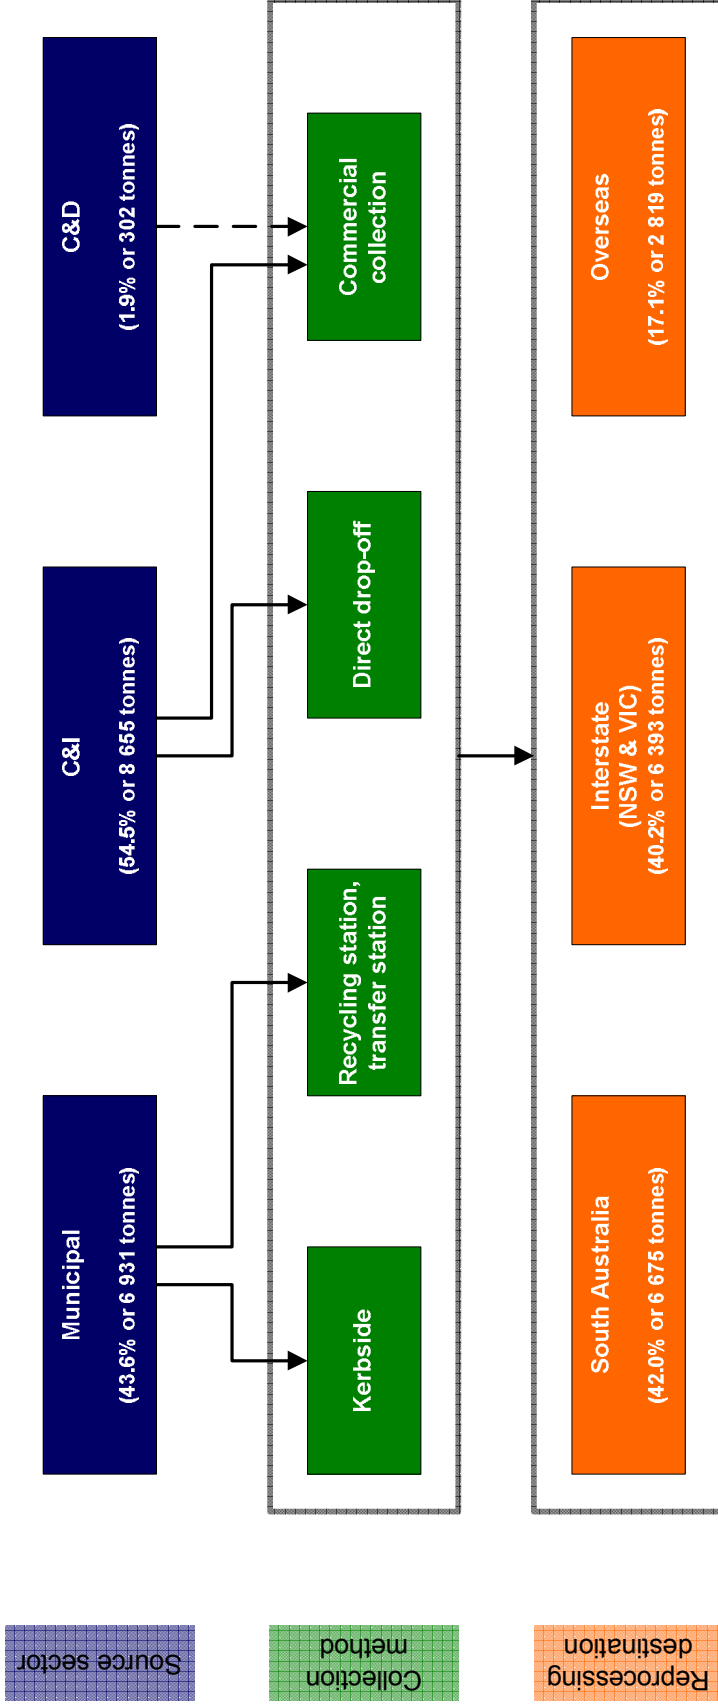 Source sector
Municipal
(43.6% or 6 931 tonnes)
C&I
(54.5% or 8 655 tonnes)
C&D
(1.9% or 302 tonnes)
Collection
method
Kerbside
Recycling station,
transfer station
Direct drop-off
Commercial
collection
Reprocessing
destination
South Australia
(42.0% or 6 675 tonnes)
Interstate
(NSW & VIC)
(40.2% or 6 393 tonnes)
Overseas
(17.1% or 2 819 tonnes)